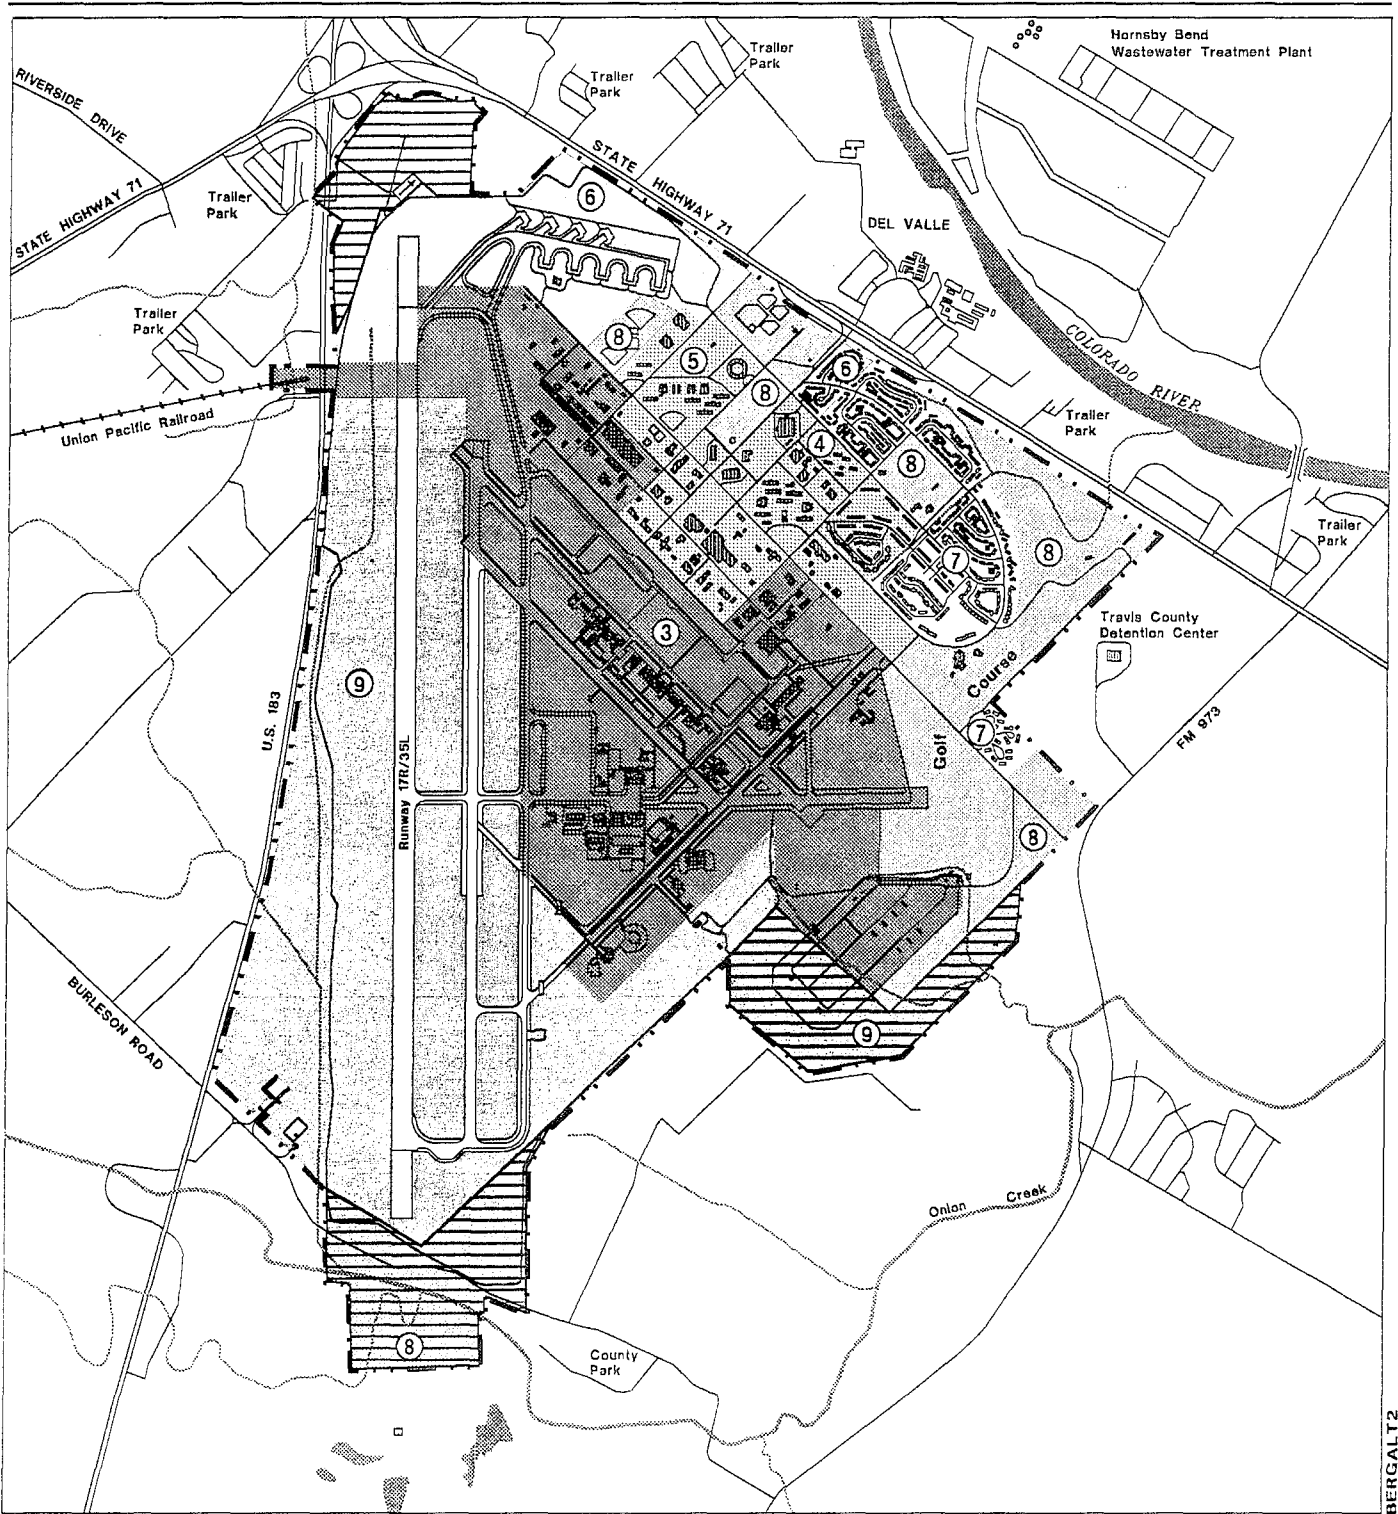 Hornsby Bend
Wastewater Treatment Plant
Trailer
Park
Trailer
Park
RIVERSIDE DRIVE
STATE HIGHWAY 71
Trailer
Park
STATE HIGHWAY 71
6
DEL VALLE
Trailer
Park
8
5
8
6
COLORADO RIVER
Union Pacific Railroad
Trailer
Park
4
8
Trailer
Park
7
8
3
Travis County
Detention Center
9
U.S. 183
Runway 17R/35L
Golf Course
7
FM 973
8
BURLESON ROAD
9
Onion Creek
8
County
Park
BERGALT2